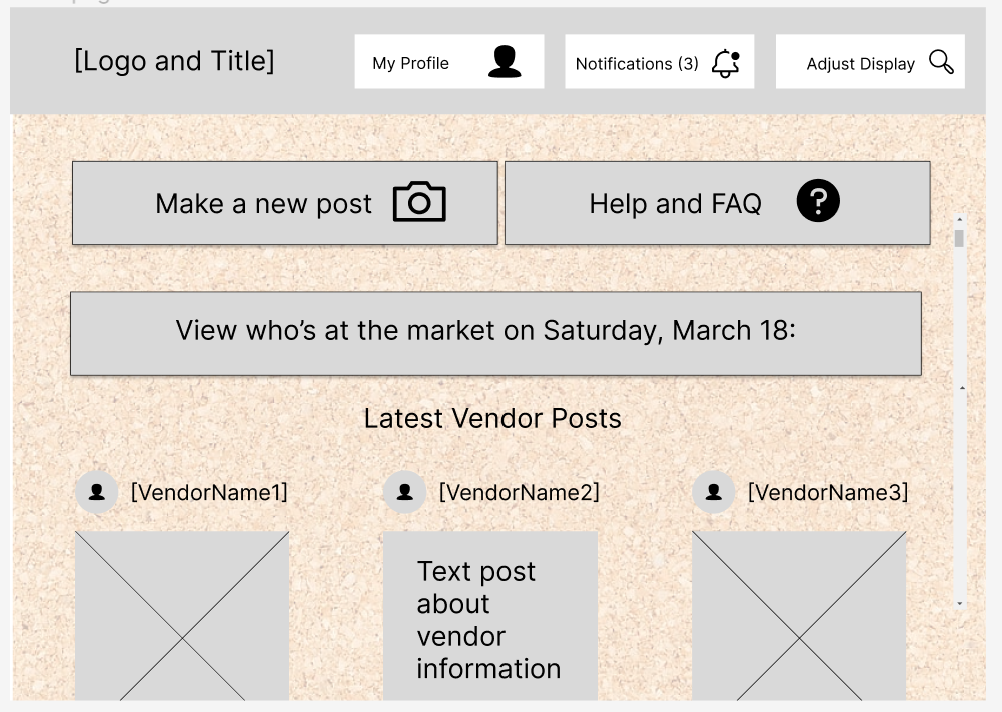 [Logo and Title]
My Profile
Notifications (3)
Adjust Display
Make a new post
Help and FAQ
?
View who’s at the market on Saturday, March 18:
Latest Vendor Posts
[VendorName1]
[VendorName2]
[VendorName3]
Text post
about
vendor
information